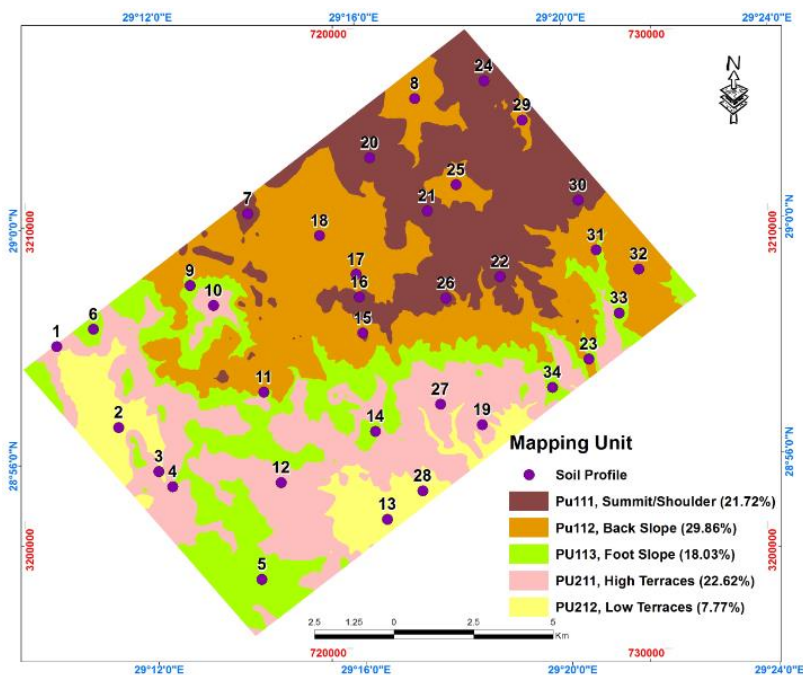 29°12'0"E 29°16'0"E 29°20'0"E 29°24'0"E
720000 730000
N
24
8
29
20
25
30
7
21
18
31
29°0'0"N 3210000 3210000 29°0'0"N
17
32
22
9
16
26
10
33
6
15
1
23
34
11
27
2
14
19
Mapping Unit
3
4
12
28
Soil Profile
28°56'0"N 28°56'0"N
13
Pu111, Summit/Shoulder (21.72%)
Pu112, Back Slope (29.86%)
3200000 3200000
PU113, Foot Slope (18.03%)
5
PU211, High Terraces (22.62%)
PU212, Low Terraces (7.77%)
2.5 1.25 0 2.5 5
Km
720000 730000
29°12'0"E 29°16'0"E 29°20'0"E 29°24'0"E